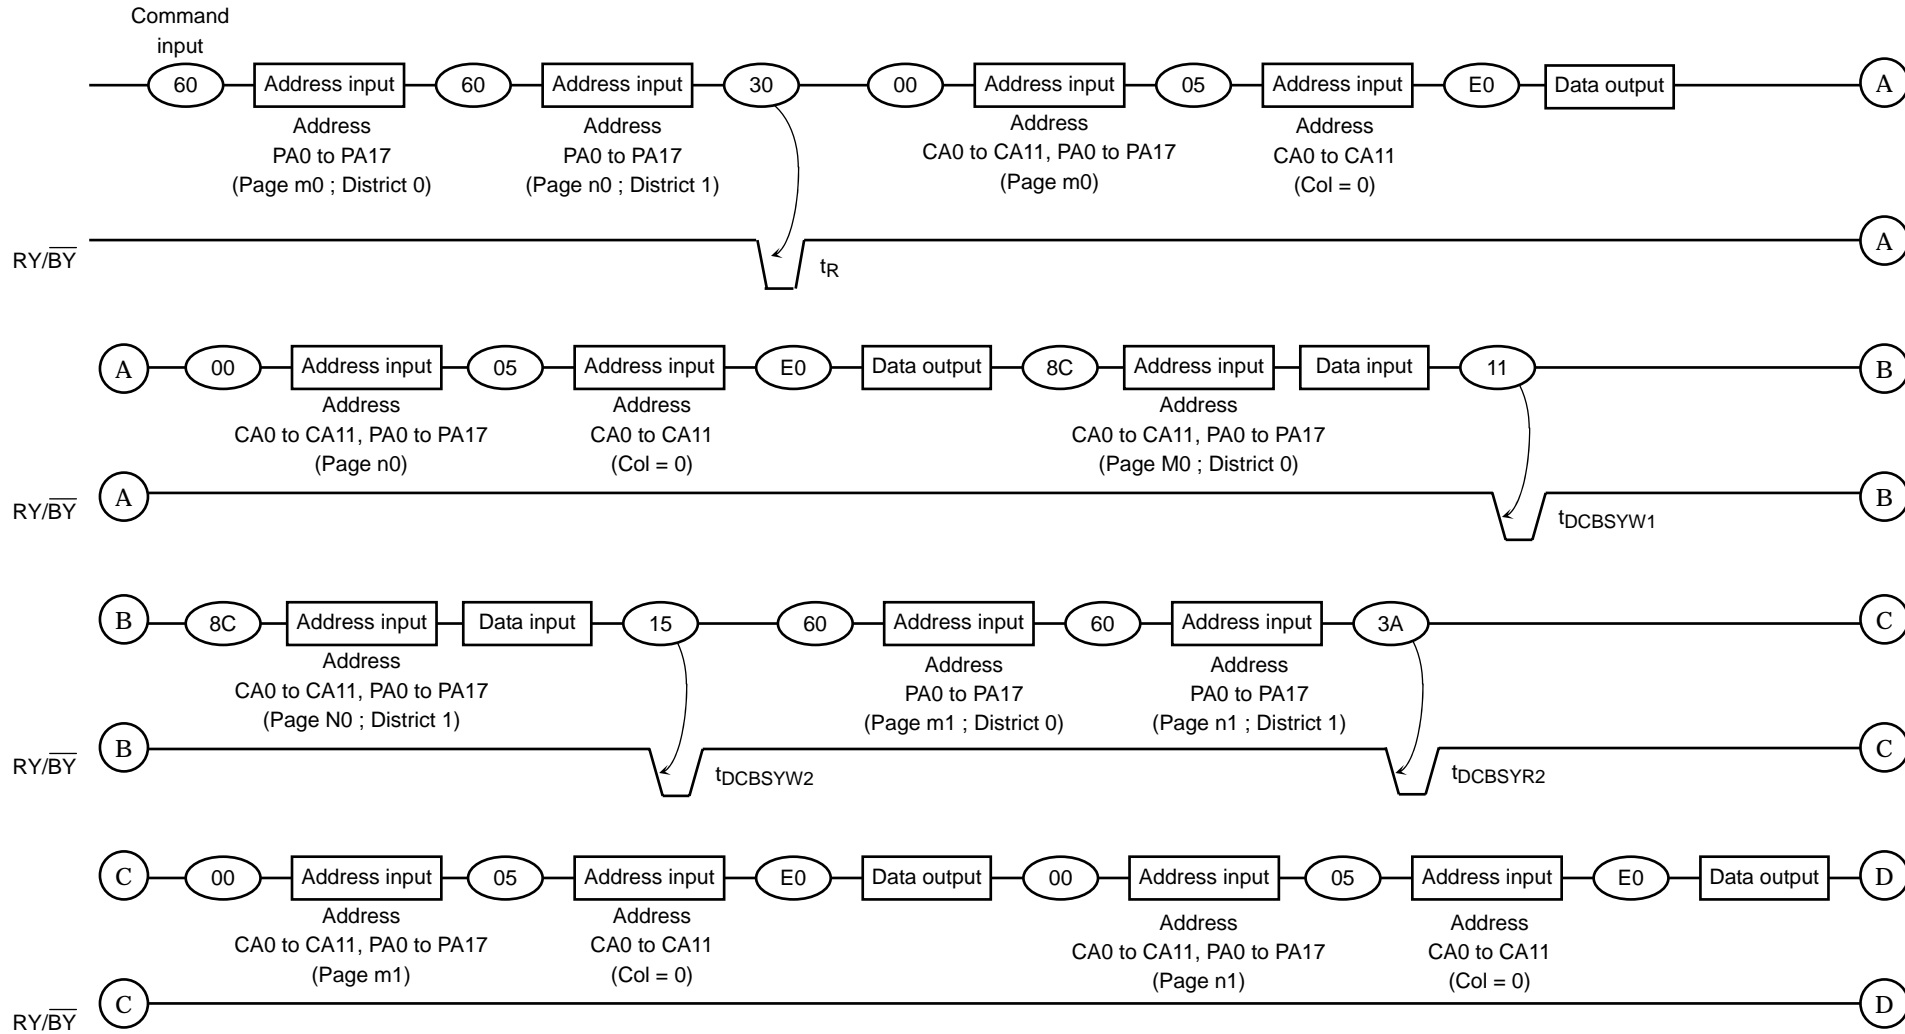 Command
input
60 Address input 60 Address input 30 00 Address input 05 Address input E0 Data output A
Address
PA0 to PA17
(Page m0 ; District 0)
Address
PA0 to PA17
(Page n0 ; District 1)
Address
CA0 to CA11, PA0 to PA17
(Page m0)
Address
CA0 to CA11
(Col = 0)
RY/BY tR A
A 00 Address input 05 Address input E0 Data output 8C Address input Data input 11 B
Address
CA0 to CA11, PA0 to PA17
(Page n0)
Address
CA0 to CA11
(Col = 0)
Address
CA0 to CA11, PA0 to PA17
(Page M0 ; District 0)
RY/BY A tDCBSYW1 B
B 8C Address input Data input 15 60 Address input 60 Address input 3A C
Address
CA0 to CA11, PA0 to PA17
(Page N0 ; District 1)
Address
PA0 to PA17
(Page m1 ; District 0)
Address
PA0 to PA17
(Page n1 ; District 1)
RY/BY B tDCBSYW2 tDCBSYR2 C
C 00 Address input 05 Address input E0 Data output 00 Address input 05 Address input E0 Data output D
Address
CA0 to CA11, PA0 to PA17
(Page m1)
Address
CA0 to CA11
(Col = 0)
Address
CA0 to CA11, PA0 to PA17
(Page n1)
Address
CA0 to CA11
(Col = 0)
RY/BY C D